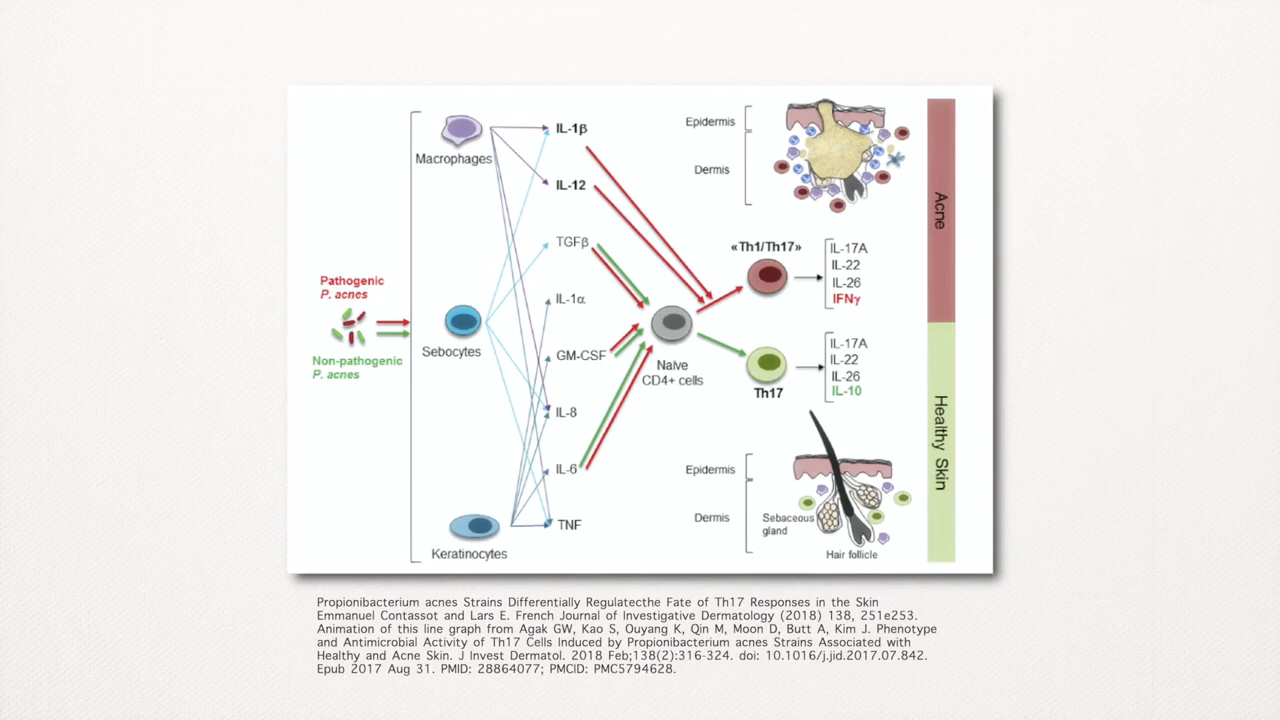 Macrophages
Sebocytes
Keratinocytes
Pathogenic
P. acnes
Non-pathogenic
P. acnes
IL-1β
IL-12
TGFβ
IL-1α
GM-CSF
IL-8
IL-6
TNF
Naïve
CD4+ cells
«Th1/Th17»
Th17
IL-17A
IL-22
IL-26
IFNγ
IL-17A
IL-22
IL-26
IL-10
Epidermis
Dermis
Epidermis
Dermis
Sebaceous
gland
Hair follicle
Acne
Healthy Skin
Propionibacterium acnes Strains Differentially Regulatecthe Fate of Th17 Responses in the Skin
Emmanuel Contassot and Lars E. French Journal of Investigative Dermatology (2018) 138, 251e253.
Animation of this line graph from Agak GW, Kao S, Ouyang K, Qin M, Moon D, Butt A, Kim J. Phenotype
and Antimicrobial Activity of Th17 Cells Induced by Propionibacterium acnes Strains Associated with
Healthy and Acne Skin. J Invest Dermatol. 2018 Feb;138(2):316-324. doi: 10.1016/j.jid.2017.07.842.
Epub 2017 Aug 31. PMID: 28864077; PMCID: PMC5794628.